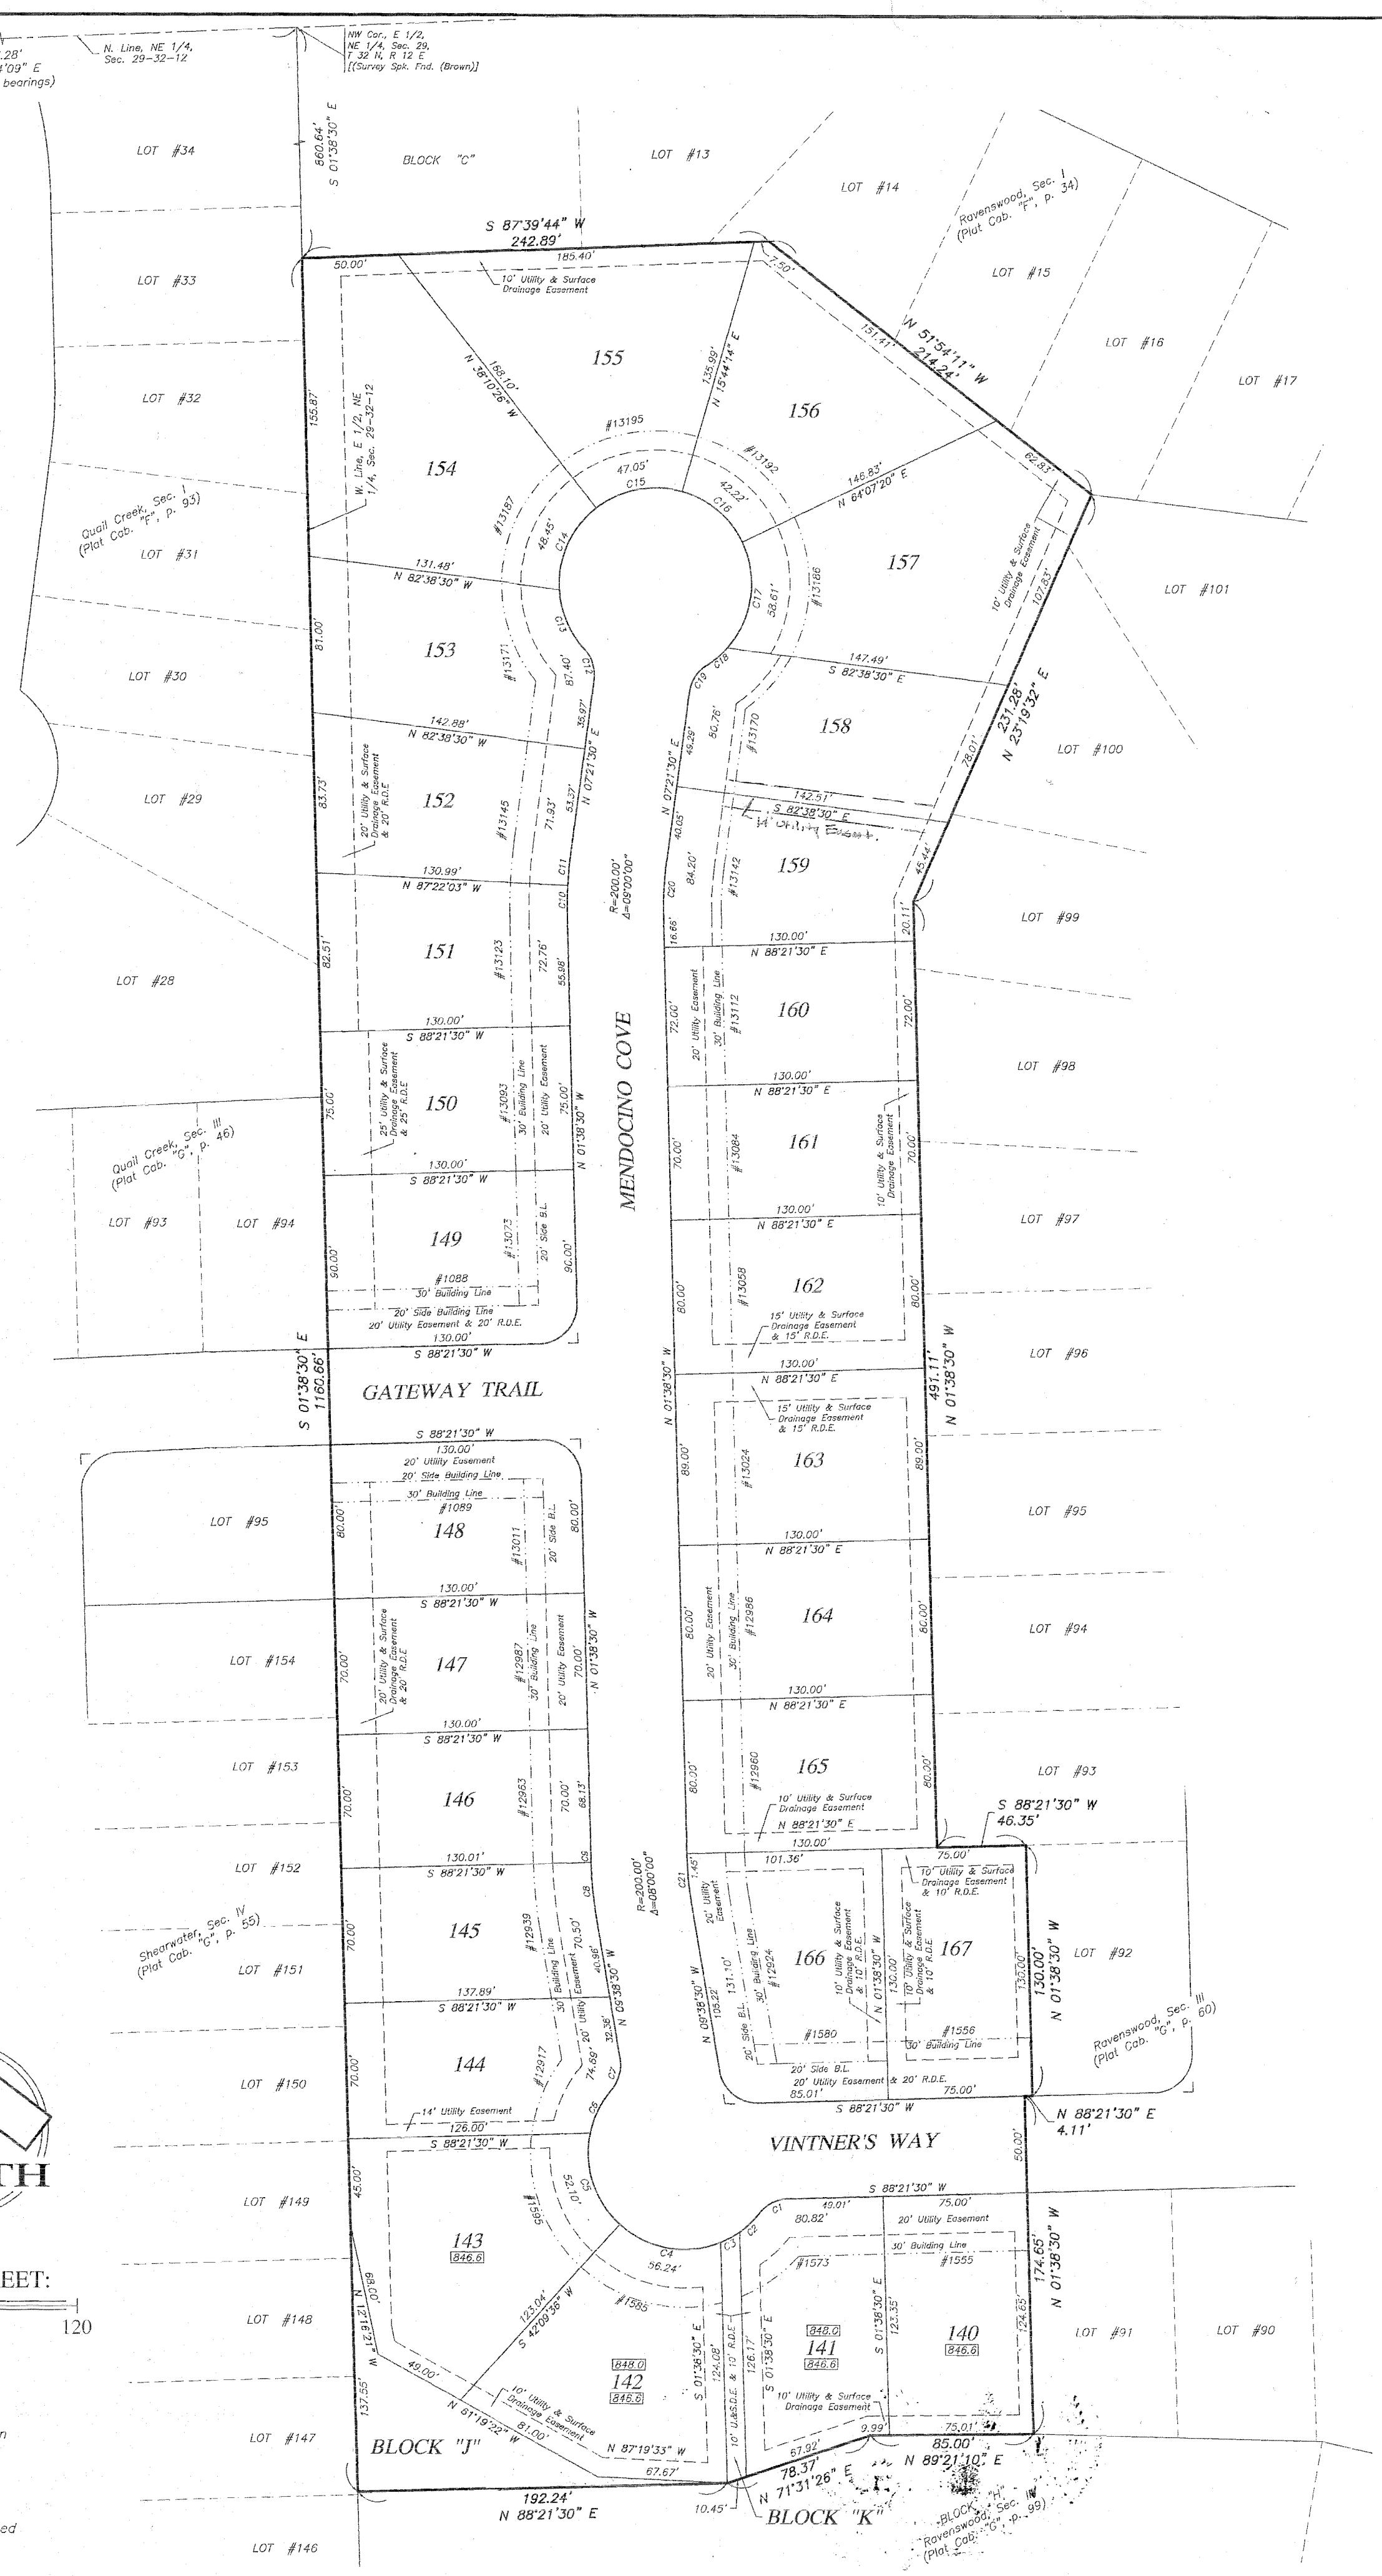 .28'
'09" E
bearings)
N. Line, NE 1/4,
Sec. 29-32-12
NW Cor., E 1/2,
NE 1/4, Sec. 29,
T 32 N, R 12 E
[(Survey Spk. Fnd. (Brown)]
860.64'
S 01°38'30" E
LOT #34
BLOCK "C"
LOT #13
LOT #14
Ravenswood, Sec. I
(Plat Cab. "F", p. 34)
LOT #15
LOT #16
LOT #17
S 87°39'44" W
242.89'
50.00'
185.40'
7.50'
10' Utility & Surface
Drainage Easement
LOT #33
LOT #32
155.87'
W. Line, E 1/2, NE
1/4, Sec. 29-32-12
168.10'
N 38°10'26" W
155
135.99'
N 15°44'14" E
156
151.41'
N 51°54'11" W
214.24'
62.83'
#13195
#13192
47.05'
C15
42.22'
C16
146.83'
N 64°07'20" E
154
#13187
48.45'
C14
Quail Creek, Sec. I
(Plat Cab. "F", p. 93)
LOT #31
131.48'
N 82°38'30" W
157
10' Utility & Surface
Drainage Easement
107.83'
LOT #101
C17
58.61'
#13186
81.00'
153
#13171
C13
C12
87.40'
35.97'
C18
C19
147.49'
S 82°38'30" E
231.28'
N 23°19'32" E
LOT #30
142.88'
N 82°38'30" W
N 07°21'30" E
49.29'
80.76'
#13170
158
78.01'
LOT #100
LOT #29
83.73'
20' Utility & Surface
Drainage Easement
& 20' R.D.E
152
#13145
71.93'
53.37'
N 07°21'30" E
142.51'
S 82°38'30" E
14' Utility Easmt.
40.05'
C11
130.99'
N 87°22'03" W
C10
R=200.00'
Δ=09°00'00"
C20
84.20'
#13142
159
45.44'
LOT #99
20.11'
16.66'
130.00'
N 88°21'30" E
82.51'
151
#13123
72.76'
55.98'
LOT #28
130.00'
S 88°21'30" W
MENDOCINO COVE
72.00'
20' Utility Easement
30' Building Line
#13112
160
72.00'
LOT #98
130.00'
N 88°21'30" E
75.00'
25' Utility & Surface
Drainage Easement
& 25' R.D.E
150
#13093
30' Building Line
20' Utility Easement
75.00'
N 01°38'30" W
Quail Creek, Sec. III
(Plat Cab. "G", p. 46)
130.00'
S 88°21'30" W
70.00'
#13084
161
10' Utility & Surface
Drainage Easement
70.00'
LOT #97
130.00'
N 88°21'30" E
LOT #93
LOT #94
90.00'
149
#13073
20' Side B.L.
90.00'
#1088
30' Building Line
20' Side Building Line
20' Utility Easement & 20' R.D.E.
130.00'
S 88°21'30" W
80.00'
#13058
162
80.00'
15' Utility & Surface
Drainage Easement
& 15' R.D.E.
130.00'
N 88°21'30" E
LOT #96
S 01°38'30" E
1160.66'
GATEWAY TRAIL
N 01°38'30" W
491.11'
N 01°38'30" W
15' Utility & Surface
Drainage Easement
& 15' R.D.E.
S 88°21'30" W
130.00'
20' Utility Easement
20' Side Building Line
30' Building Line
#1089
LOT #95
80.00'
148
#13011
20' Side B.L.
80.00'
89.00'
#13024
163
89.00'
LOT #95
130.00'
N 88°21'30" E
130.00'
S 88°21'30" W
80.00'
20' Utility Easement
30' Building Line
#12986
164
80.00'
LOT #94
LOT #154
70.00'
20' Utility & Surface
Drainage Easement
& 20' R.D.E
147
#12987
30' Building Line
20' Utility Easement
70.00'
N 01°38'30" W
130.00'
N 88°21'30" E
130.00'
S 88°21'30" W
LOT #153
70.00'
146
#12963
70.00'
68.13'
80.00'
#12960
165
80.00'
LOT #93
10' Utility & Surface
Drainage Easement
N 88°21'30" E
130.00'
S 88°21'30" W
46.35'
LOT #152
130.01'
S 88°21'30" W
C9
C8
R=200.00'
Δ=08°00'00"
C21
1.45'
101.36'
75.00'
20' Utility
Easement
10' Utility & Surface
Drainage Easement
& 10' R.D.E.
Shearwater, Sec. IV
(Plat Cab. "G", p. 55)
LOT #151
70.00'
145
#12939
30' Building Line
20' Utility Easement
70.50'
40.96'
N 09°38'30" W
137.89'
S 88°21'30" W
N 09°38'30" W
105.22'
131.10'
20' Side B.L.
30' Building Line
#12924
166
10' Utility & Surface
Drainage Easement
& 10' R.D.E.
N 01°38'30" W
130.00'
10' Utility & Surface
Drainage Easement
& 10' R.D.E
167
130.00'
130.00'
N 01°38'30" W
LOT #92
#1580
#1556
30' Building Line
20' Side B.L.
20' Utility Easement & 20' R.D.E.
85.01'
75.00'
S 88°21'30" W
Ravenswood, Sec. III
(Plat Cab. "G", p. 60)
N 88°21'30" E
4.11'
LOT #150
70.00'
144
#12917
74.69'
32.38'
C7
C6
14' Utility Easement
126.00'
S 88°21'30" W
VINTNER'S WAY
50.00'
TH
LOT #149
45.00'
143
846.6
52.10'
C5
#1595
S 88°21'30" W
49.01'
75.00'
C1
C2
C3
80.82'
20' Utility Easement
30' Building Line
#1573
#1555
174.65'
N 01°38'30" W
C4
56.24'
#1585
EET:
120
LOT #148
68.00'
N 12°16'21" W
123.04'
S 42°09'36" W
S 01°38'30" E
124.08'
10' U.&S.D.E. & 10' R.D.E.
126.17'
S 01°38'30" E
848.0
141
846.6
S 01°38'30" E
123.35'
140
846.6
124.65'
LOT #91
LOT #90
49.00'
848.0
142
846.6
137.55'
10' Utility & Surface
Drainage Easement
N 61°19'22" W
81.00'
10' Utility & Surface
Drainage Easement
LOT #147
BLOCK "J"
N 87°19'33" W
67.67'
67.92'
9.99'
75.01'
85.00'
N 89°21'10" E
78.37'
N 71°31'26" E
192.24'
N 88°21'30" E
10.45'
BLOCK "K"
BLOCK "H"
Ravenswood, Sec. IV
(Plat Cab. "G", p. 99)
n
ed
LOT #146